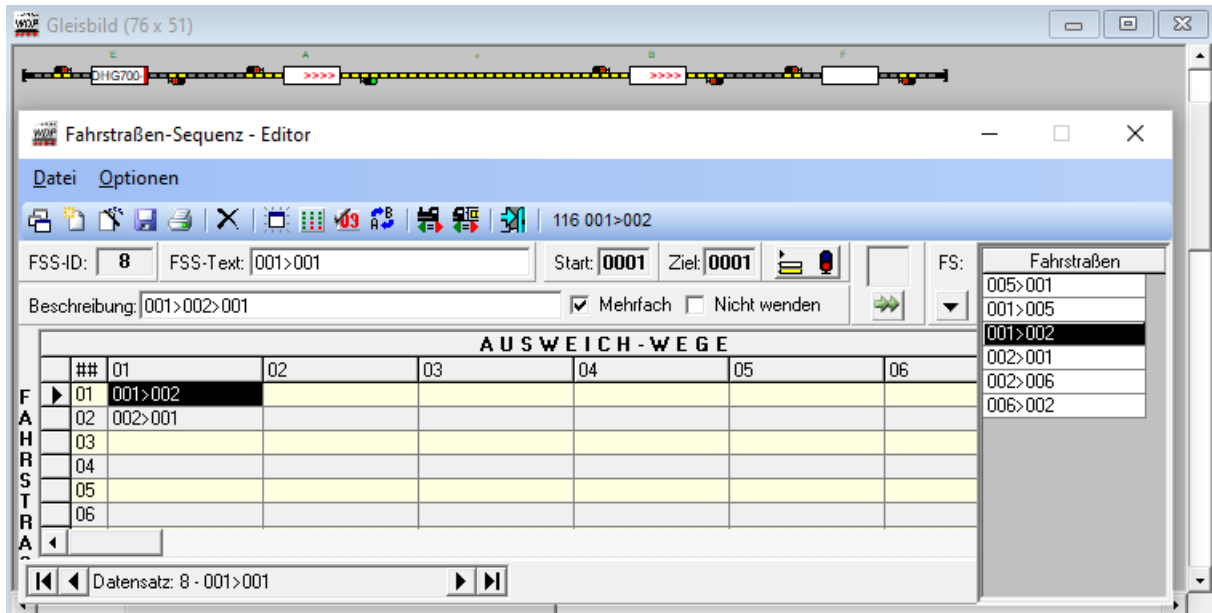 Gleisbild (76 x 51)
E A B F
DHG700- >>>> >>>>
Fahrstraßen-Sequenz - Editor
Datei Optionen
116 001>002
FSS-ID: 8 FSS-Text: 001>001 Start: 0001 Ziel: 0001 FS:
Beschreibung: 001>002>001 Mehrfach Nicht wenden
Fahrstraßen
005>001
001>005
001>002
002>001
002>006
006>002
AUSWEICH-WEGE
## 01 02 03 04 05 06
01 001>002
02 002>001
03
04
05
06
FAHRSTRA
Datensatz: 8 - 001>001